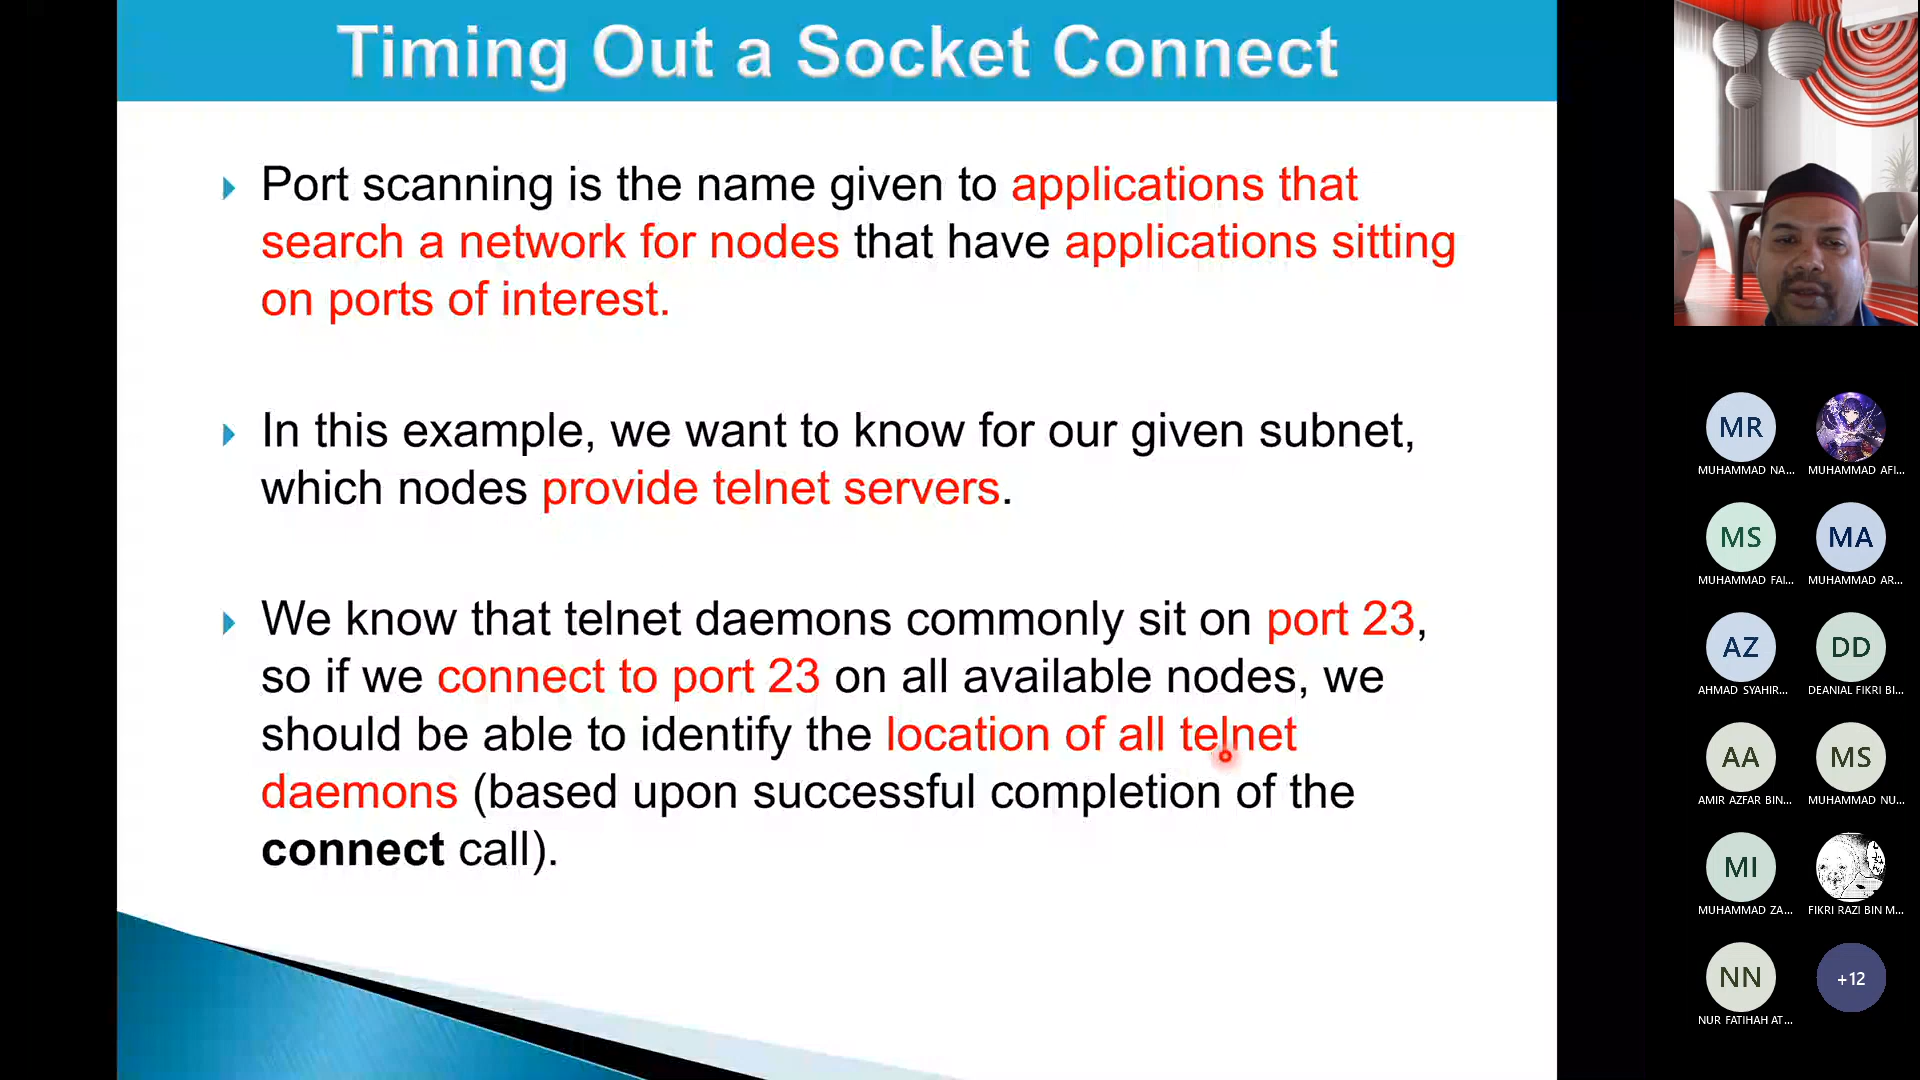 Timing Out a Socket Connect
Port scanning is the name given to applications that
search a network for nodes that have applications sitting
on ports of interest.
In this example, we want to know for our given subnet,
which nodes provide telnet servers.
We know that telnet daemons commonly sit on port 23,
so if we connect to port 23 on all available nodes, we
should be able to identify the location of all telnet
daemons (based upon successful completion of the
connect call).
MR
MUHAMMAD NA...
MUHAMMAD AFI...
MS
MUHAMMAD FAI...
MA
MUHAMMAD AR...
AZ
AHMAD SYAHIR...
DD
DEANIAL FIKRI BI...
AA
AMIR AZFAR BIN...
MS
MUHAMMAD NU...
MI
MUHAMMAD ZA...
FIKRI RAZI BIN M...
NN
NUR FATIHAH AT...
+12